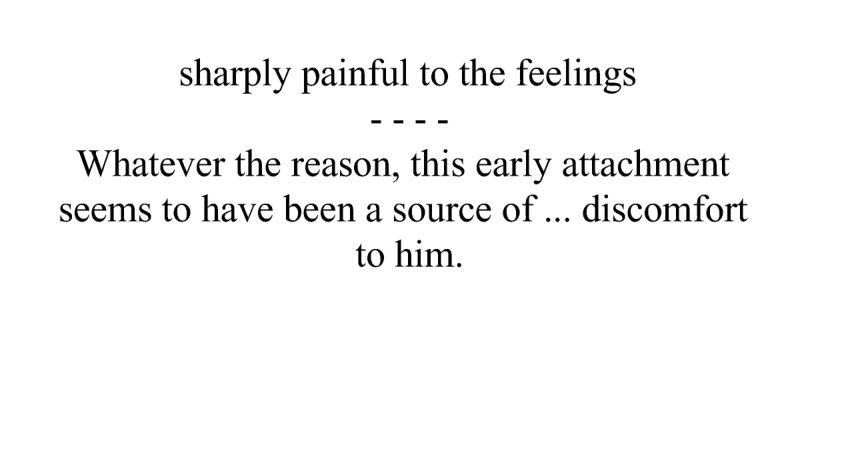 sharply painful to the feelings
- - - -
Whatever the reason, this early attachment
seems to have been a source of ... discomfort
to him.